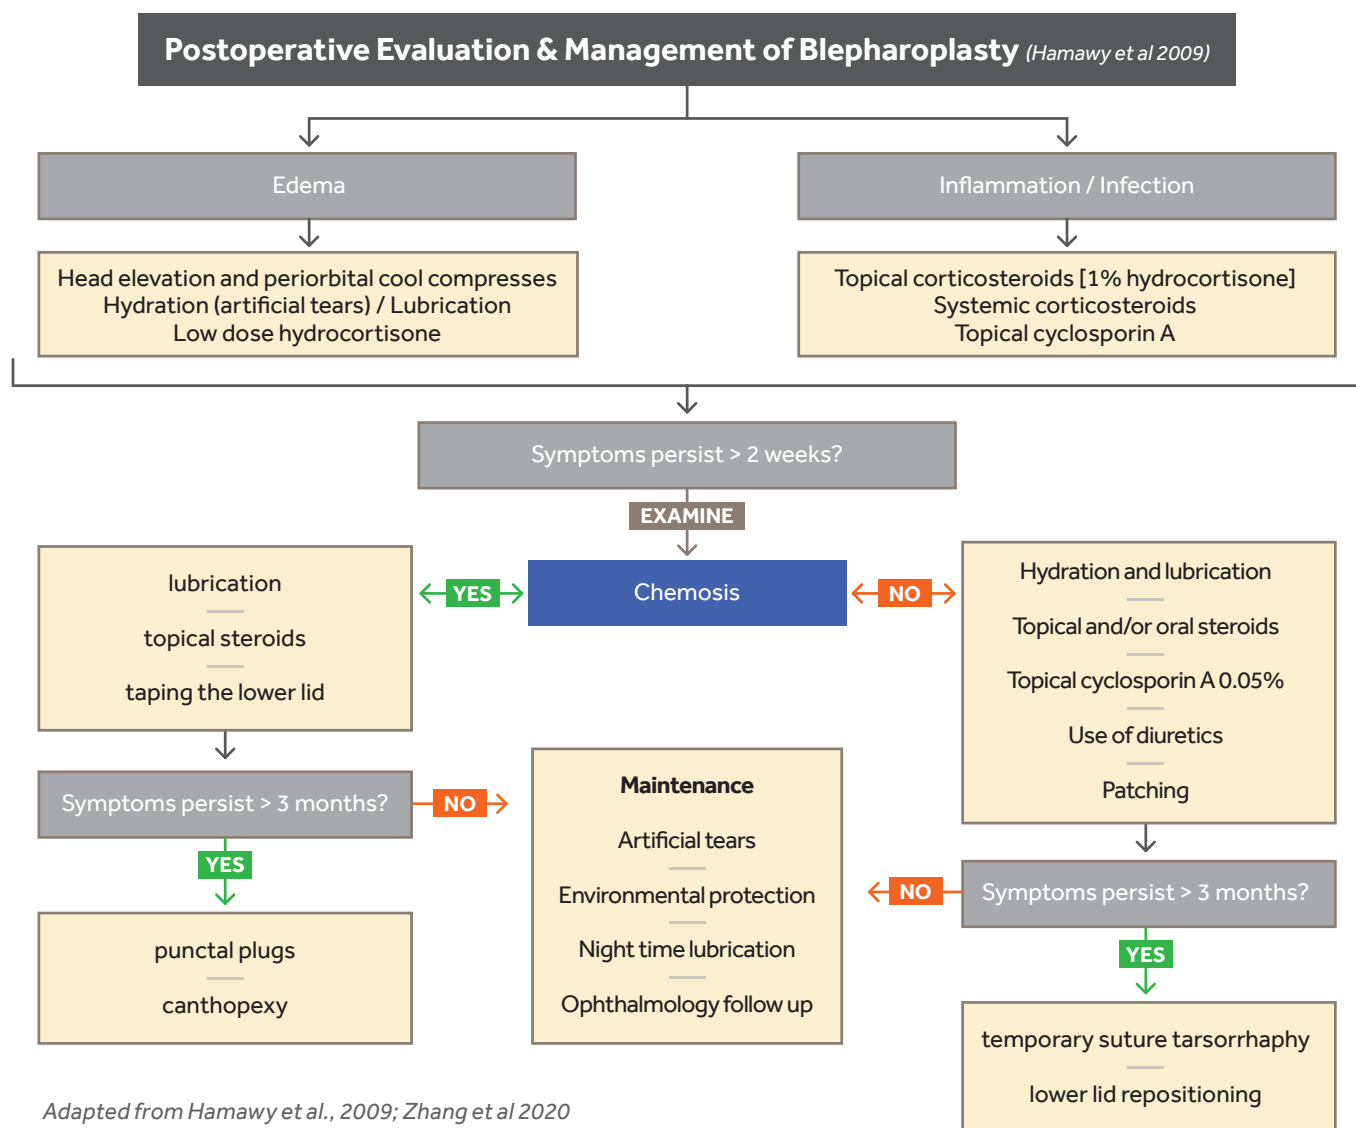 Postoperative Evaluation & Management of Blepharoplasty (Hamawy et al 2009)
Edema
Inflammation / Infection
Head elevation and periorbital cool compresses
Hydration (artificial tears) / Lubrication
Low dose hydrocortisone
Topical corticosteroids [1% hydrocortisone]
Systemic corticosteroids
Topical cyclosporin A
Symptoms persist > 2 weeks?
EXAMINE
lubrication
topical steroids
taping the lower lid
YES
Chemosis
NO
Hydration and lubrication
Topical and/or oral steroids
Topical cyclosporin A 0.05%
Use of diuretics
Patching
Symptoms persist > 3 months?
NO
YES
punctal plugs
canthopexy
Maintenance
Artificial tears
Environmental protection
Night time lubrication
Ophthalmology follow up
NO
Symptoms persist > 3 months?
YES
temporary suture tarsorrhaphy
lower lid repositioning
Adapted from Hamawy et al., 2009; Zhang et al 2020